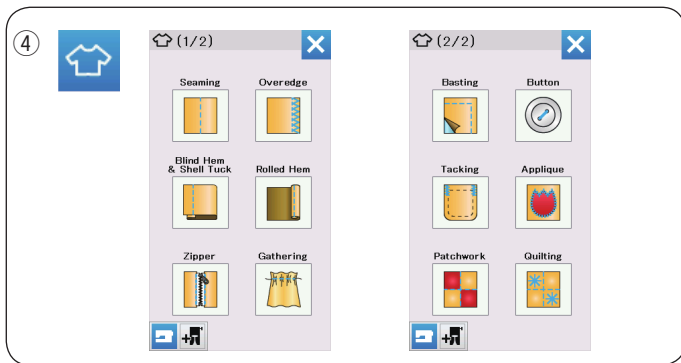 ④
(1/2)
Seaming
Overedge
Blind Hem
& Shell Tuck
Rolled Hem
Zipper
Gathering
(2/2)
Basting
Button
Tacking
Applique
Patchwork
Quilting